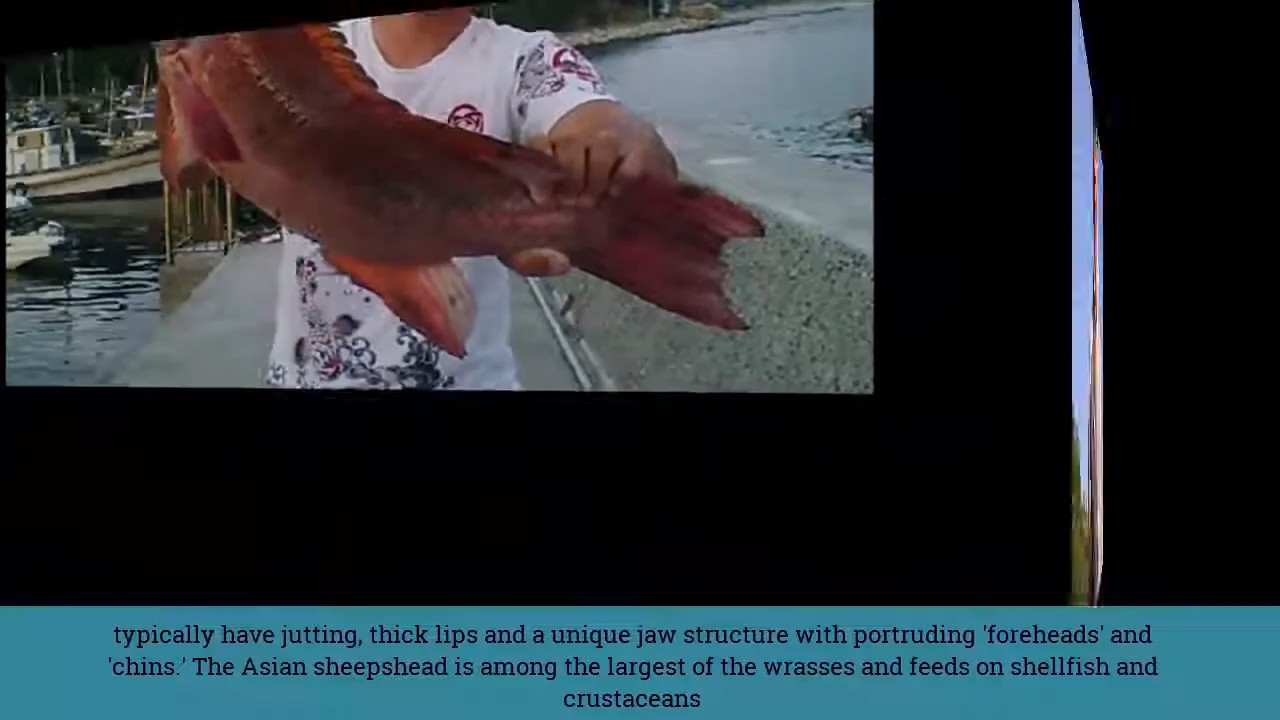 typically have jutting, thick lips and a unique jaw structure with portruding 'foreheads' and
'chins.' The Asian sheepshead is among the largest of the wrasses and feeds on shellfish and
crustaceans